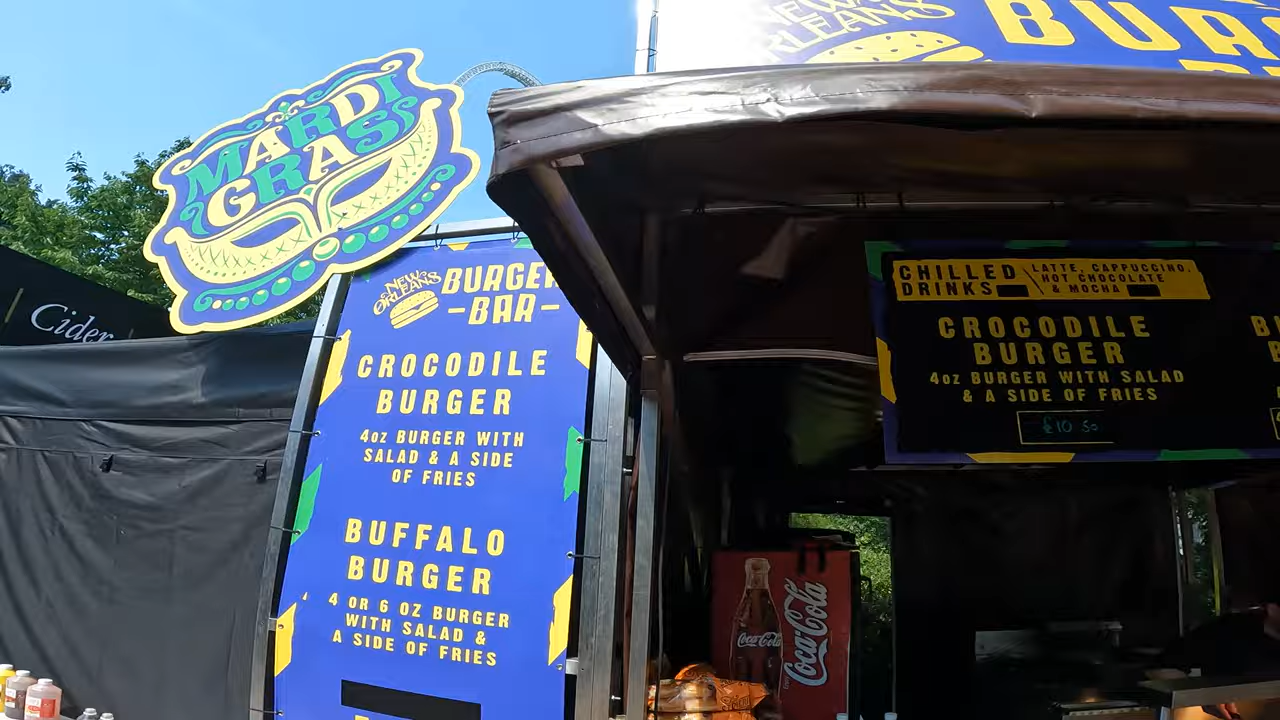 MARDI
GRAS
Cider
NEW
ORLEANS
BURGER
-BAR-
CROCODILE
BURGER
4oz BURGER WITH
SALAD & A SIDE
OF FRIES
BUFFALO
BURGER
4 OR 6 OZ BURGER
WITH SALAD &
A SIDE OF FRIES
NEW
ORLEANS
BURG
CHILLED
DRINKS
LATTE, CAPPUCCINO,
HOT CHOCOLATE
& MOCHA
CROCODILE
BURGER
4oz BURGER WITH SALAD
& A SIDE OF FRIES
£10 50
Coca-Cola
Coca-Cola